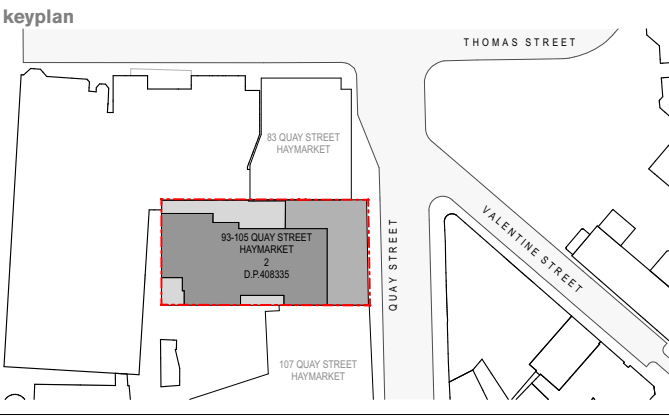 keyplan
THOMAS STREET
83 QUAY STREET
HAYMARKET
VALENTINE STREET
QUAY STREET
93-105 QUAY STREET
HAYMARKET
2
D.P.408335
107 QUAY STREET
HAYMARKET